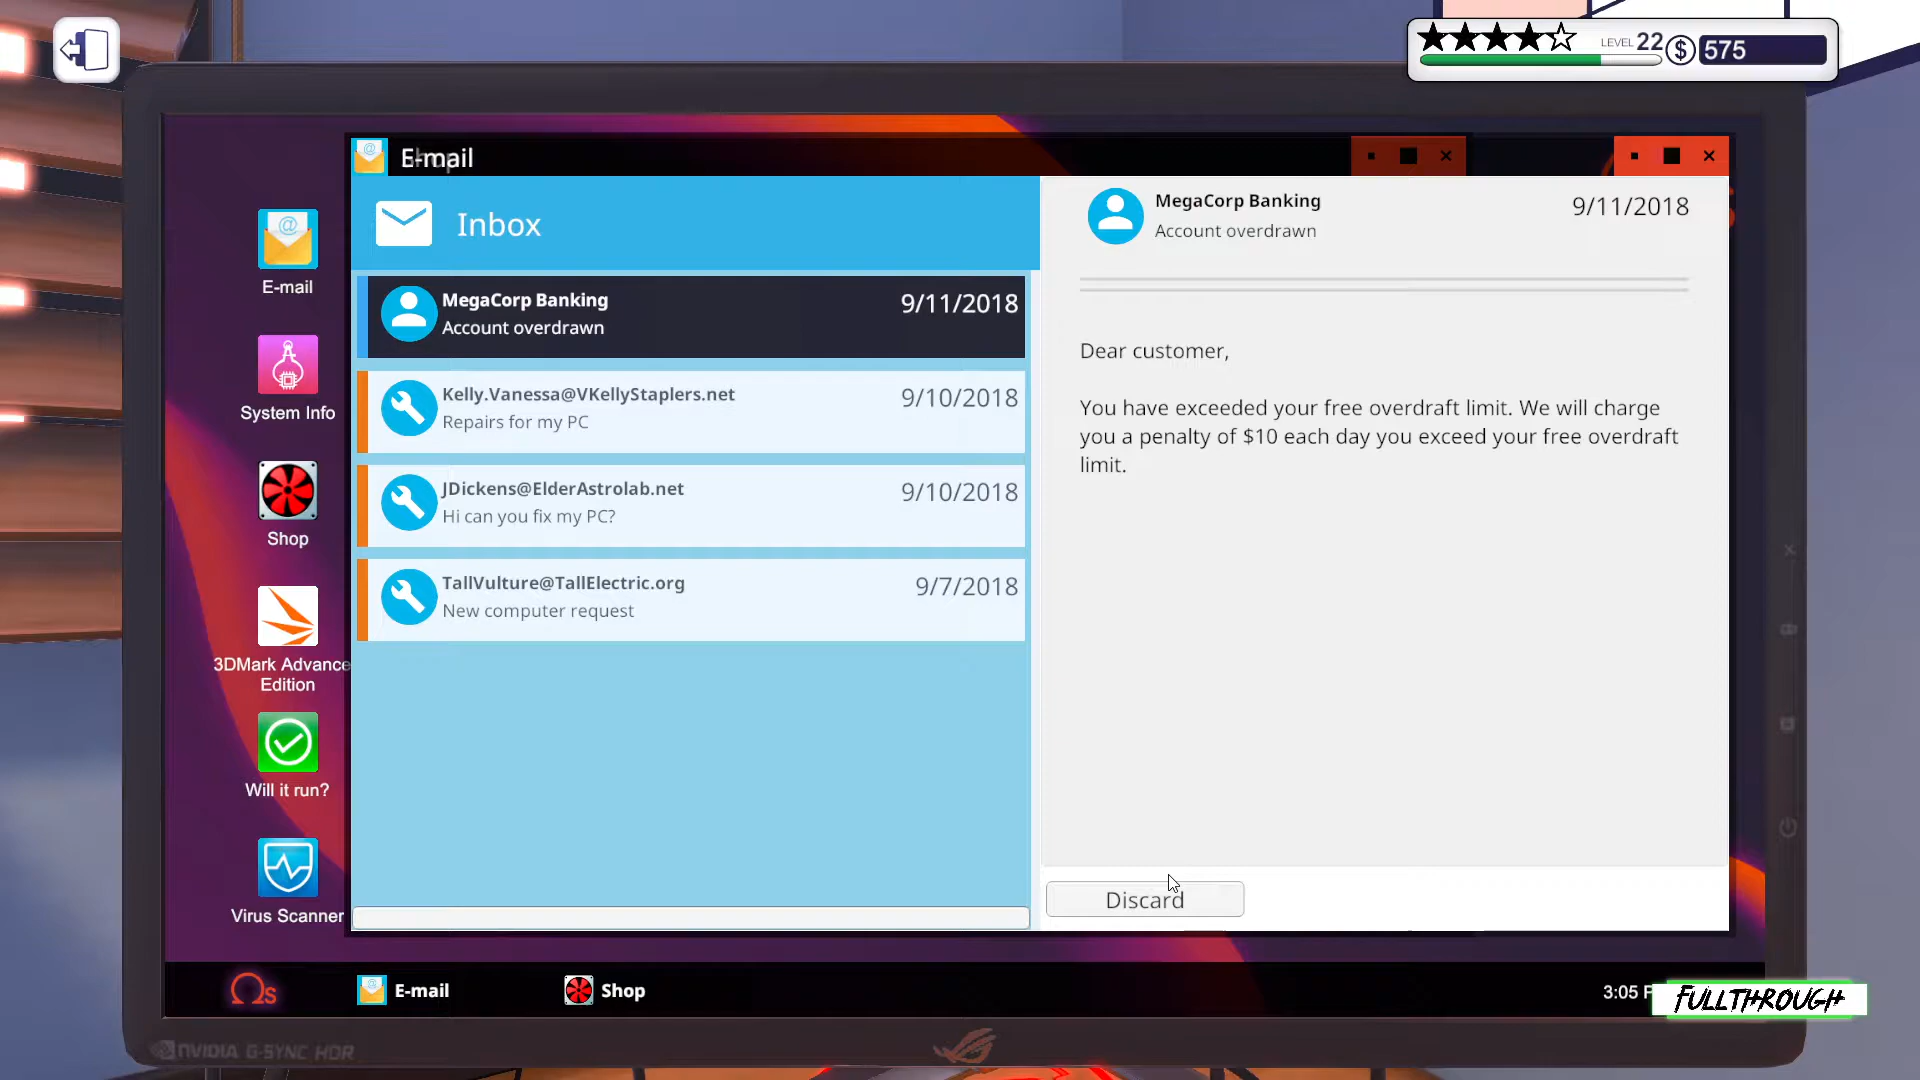 LEVEL 22
$ 575
E-mail
Inbox
MegaCorp Banking
9/11/2018
Account overdrawn
Kelly.Vanessa@VKellyStaplers.net
9/10/2018
Repairs for my PC
JDickens@ElderAstrolab.net
9/10/2018
Hi can you fix my PC?
TallVulture@TallElectric.org
9/7/2018
New computer request
MegaCorp Banking
9/11/2018
Account overdrawn
Dear customer,
You have exceeded your free overdraft limit. We will charge
you a penalty of $10 each day you exceed your free overdraft
limit.
Discard
E-mail
System Info
Shop
3DMark Advance
Edition
Will it run?
Virus Scanner
Ωs
E-mail
Shop
3:05 P
FULLTHROUGH
NVIDIA G-SYNC HDR